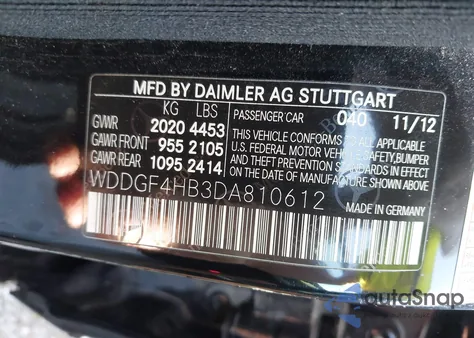 MFD BY DAIMLER AG STUTTGART
KG LBS PASSENGER CAR 040 11/12
GVWR 2020 4453 THIS VEHICLE CONFORMS TO ALL APPLICABLE
GAWR FRONT 955 2105 U.S. FEDERAL MOTOR VEHICLE SAFETY, BUMPER
GAWR REAR 1095 2414 AND THEFT PREVENTION STANDARDS IN EFFECT
ON THE DATE OF MANUFACTURE SHOWN ABOVE
WDDGF4HB3DA810612
MADE IN GERMANY
AutaSnap